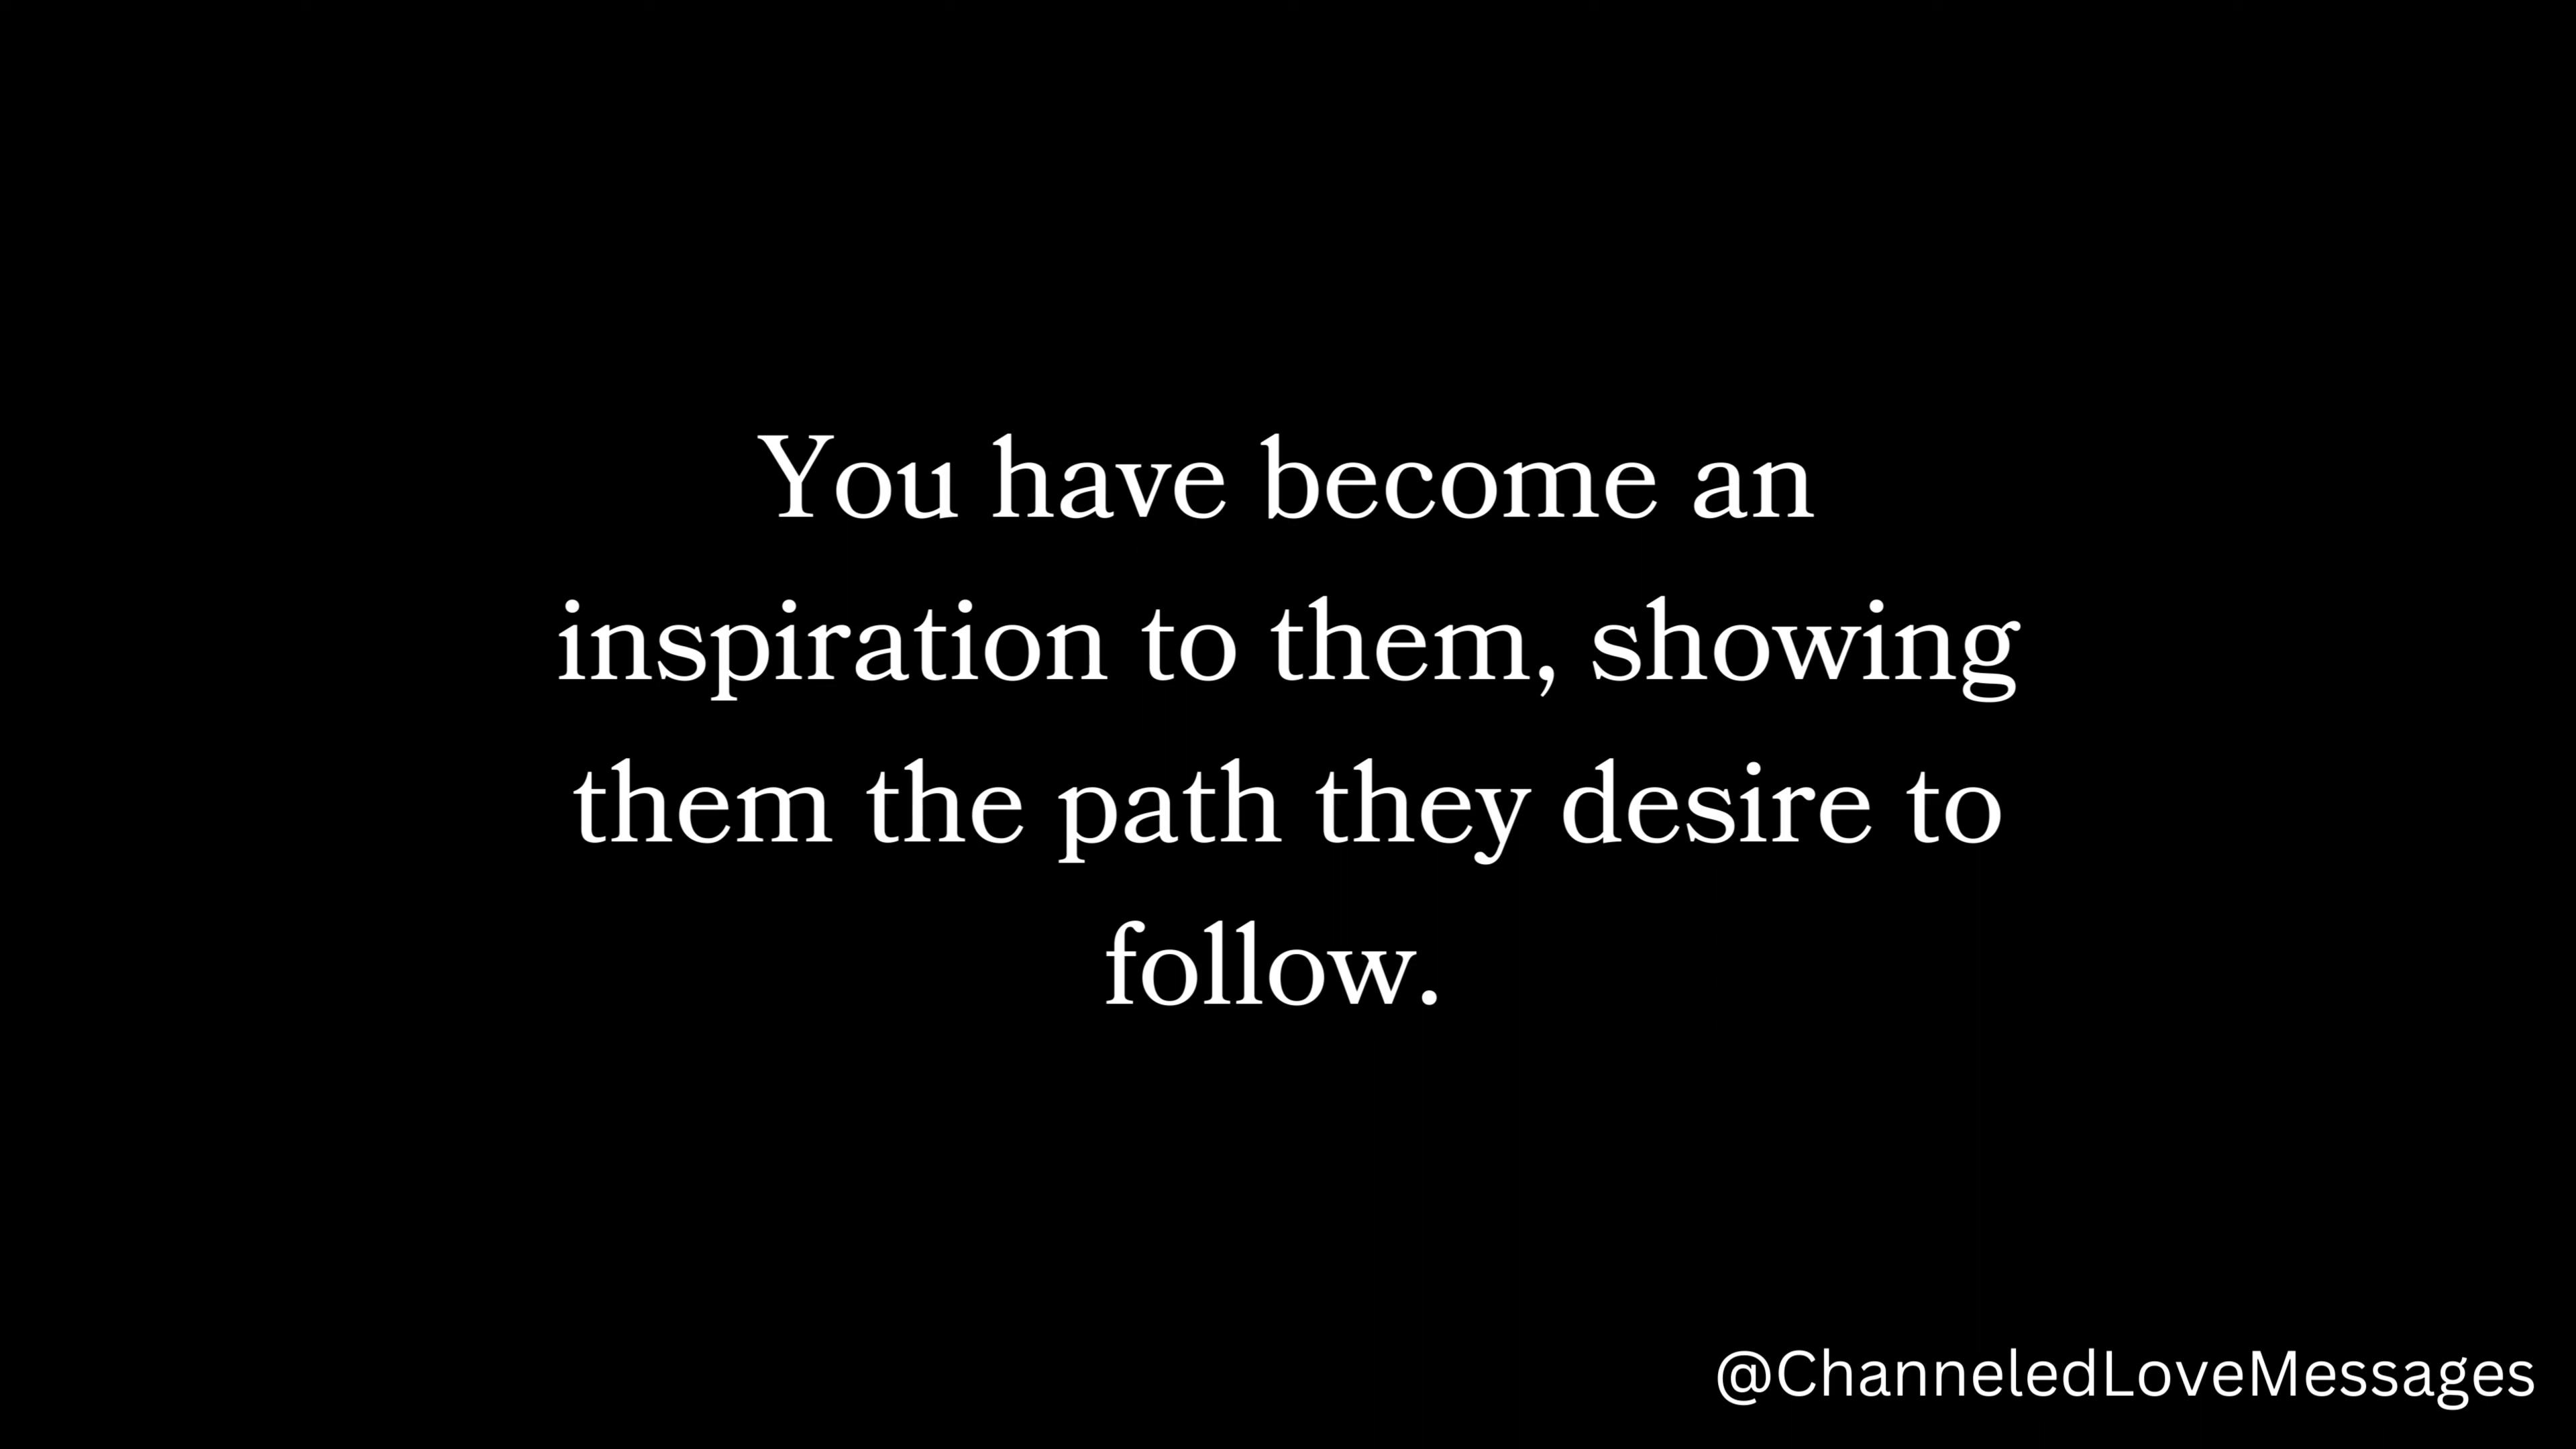 You have become an
inspiration to them, showing
them the path they desire to
follow.
@ChanneledLoveMessages